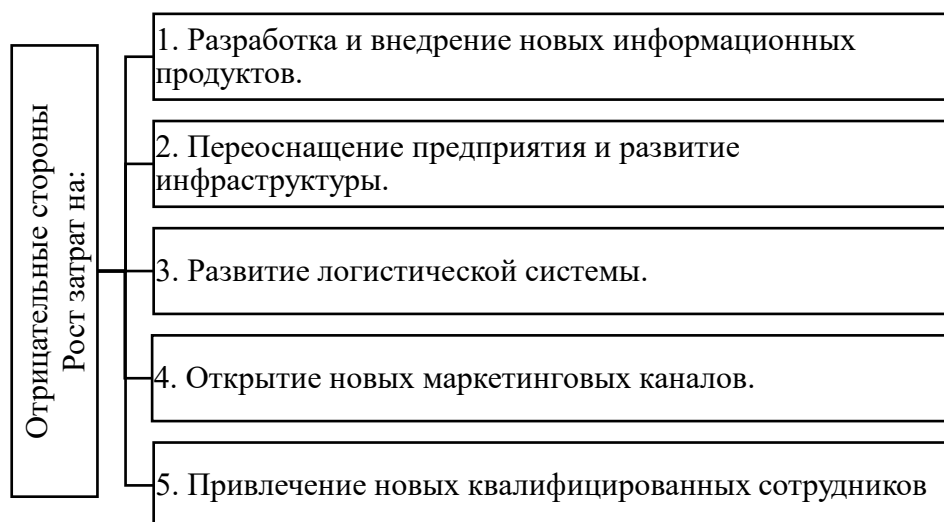 Отрицательные стороны
Рост затрат на:
1. Разработка и внедрение новых информационных
продуктов.
2. Переоснащение предприятия и развитие
инфраструктуры.
3. Развитие логистической системы.
4. Открытие новых маркетинговых каналов.
5. Привлечение новых квалифицированных сотрудников